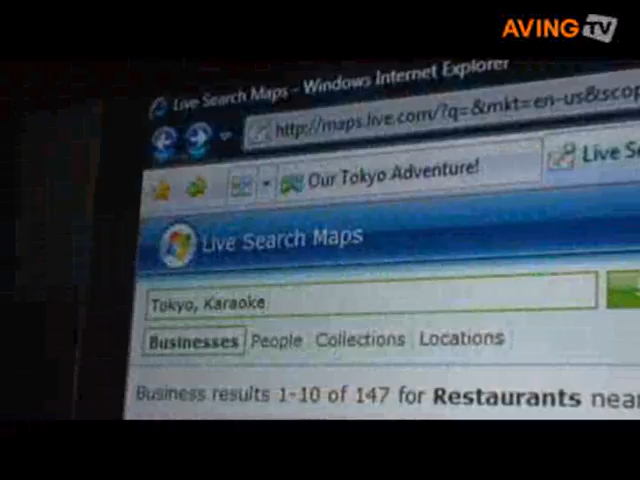 AVING TV
Live Search Maps - Windows Internet Explorer
http://maps.live.com/?q=&mkt=en-us&scop
Our Tokyo Adventure!
Live Se
Live Search Maps
Tokyo, Karaoke
Businesses People Collections Locations
Business results 1-10 of 147 for Restaurants near